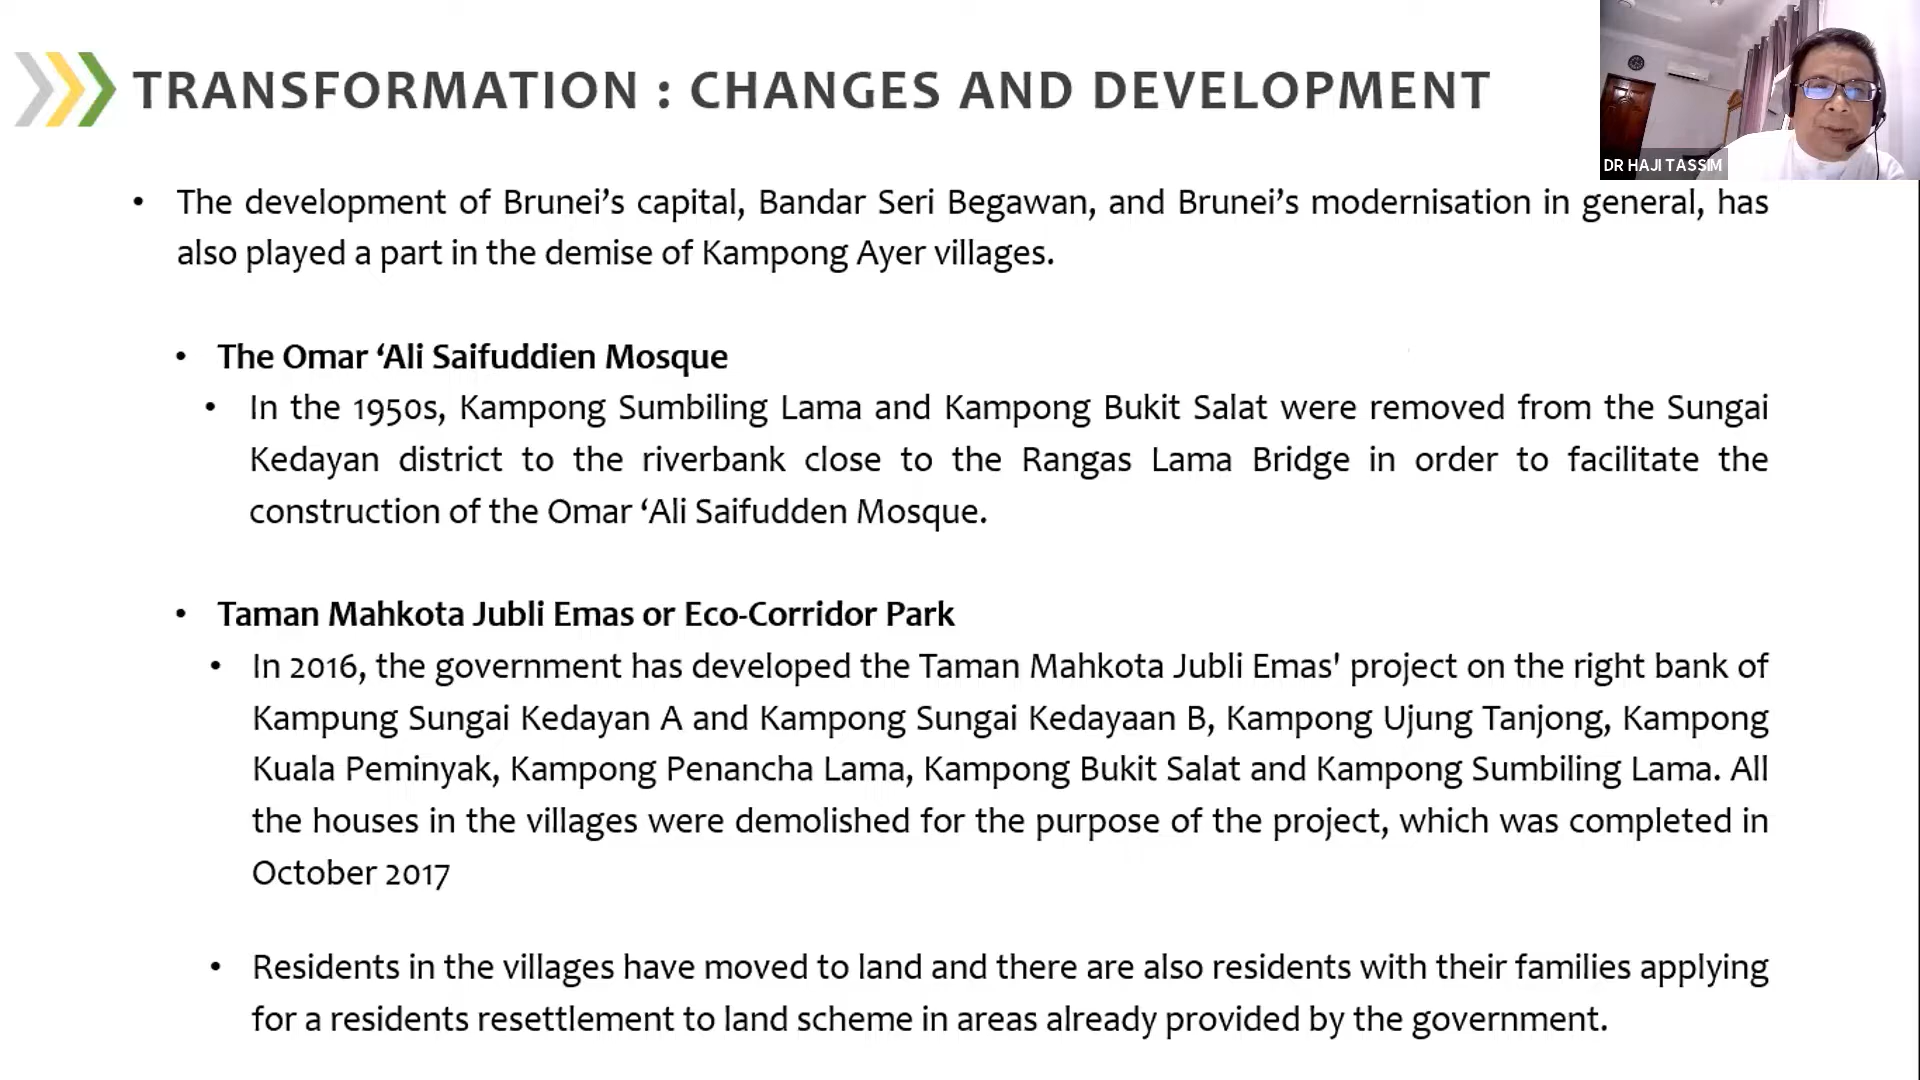 TRANSFORMATION : CHANGES AND DEVELOPMENT
DR HAJI TASSIM
• The development of Brunei’s capital, Bandar Seri Begawan, and Brunei’s modernisation in general, has
also played a part in the demise of Kampong Ayer villages.
• The Omar ‘Ali Saifuddien Mosque
• In the 1950s, Kampong Sumbiling Lama and Kampong Bukit Salat were removed from the Sungai
Kedayan district to the riverbank close to the Rangas Lama Bridge in order to facilitate the
construction of the Omar ‘Ali Saifudden Mosque.
• Taman Mahkota Jubli Emas or Eco-Corridor Park
• In 2016, the government has developed the Taman Mahkota Jubli Emas' project on the right bank of
Kampung Sungai Kedayan A and Kampong Sungai Kedayaan B, Kampong Ujung Tanjong, Kampong
Kuala Peminyak, Kampong Penancha Lama, Kampong Bukit Salat and Kampong Sumbiling Lama. All
the houses in the villages were demolished for the purpose of the project, which was completed in
October 2017
• Residents in the villages have moved to land and there are also residents with their families applying
for a residents resettlement to land scheme in areas already provided by the government.